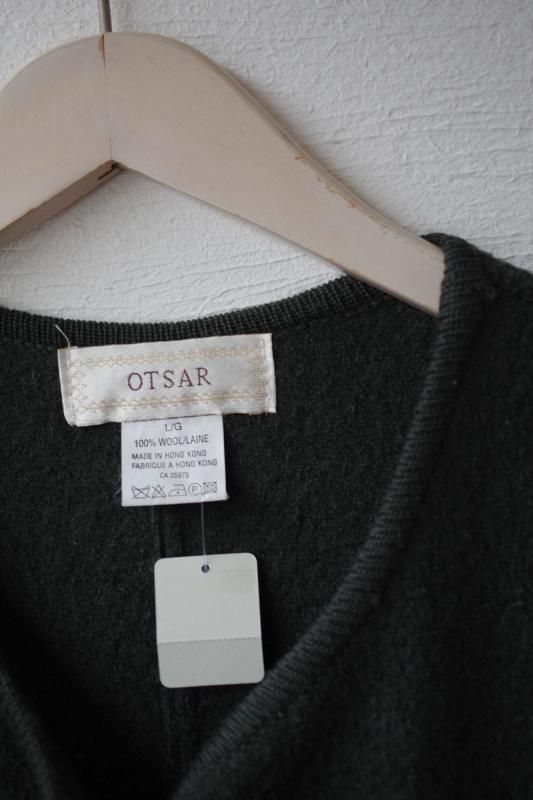 OTSAR
L/G
100% WOOL/LAINE
MADE IN HONG KONG
FABRIQUE A HONG KONG
CA 25973
P